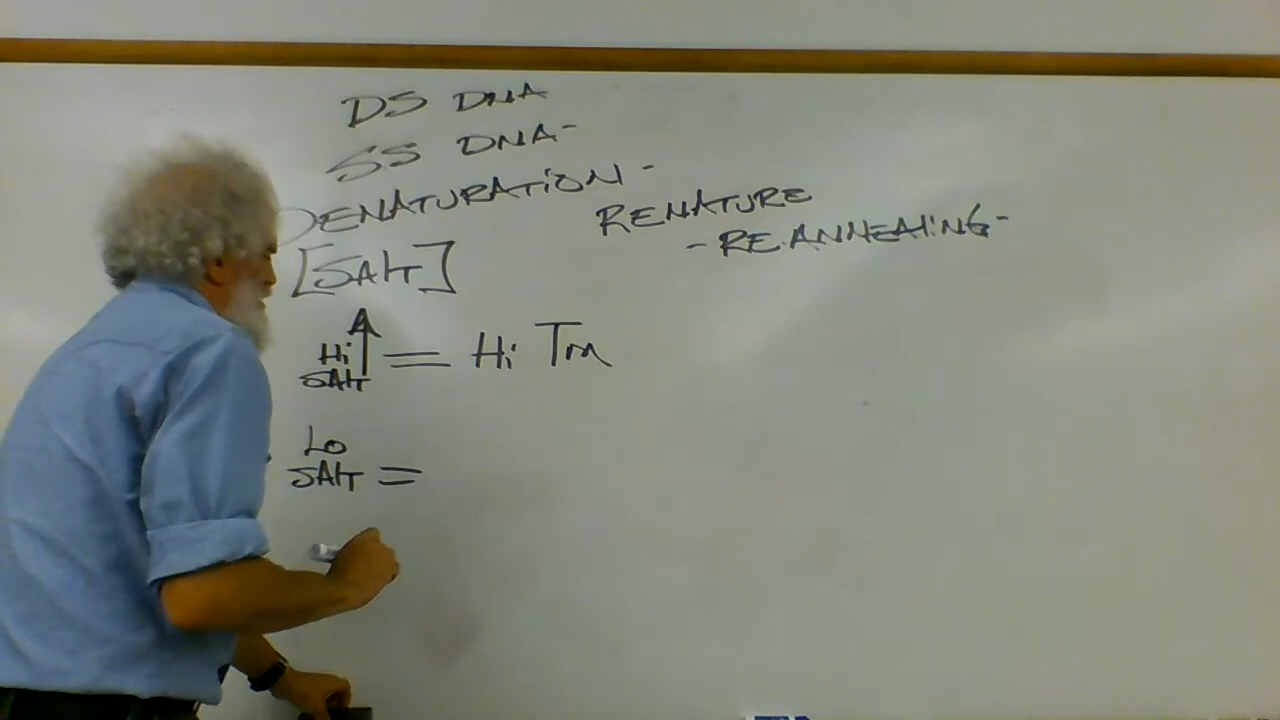 DS DNA
SS DNA-
DENATURATION-
RENATURE
-RE.ANNEALING-
[SALT]
Hi SALT ↑ = Hi Tm
Lo SALT =